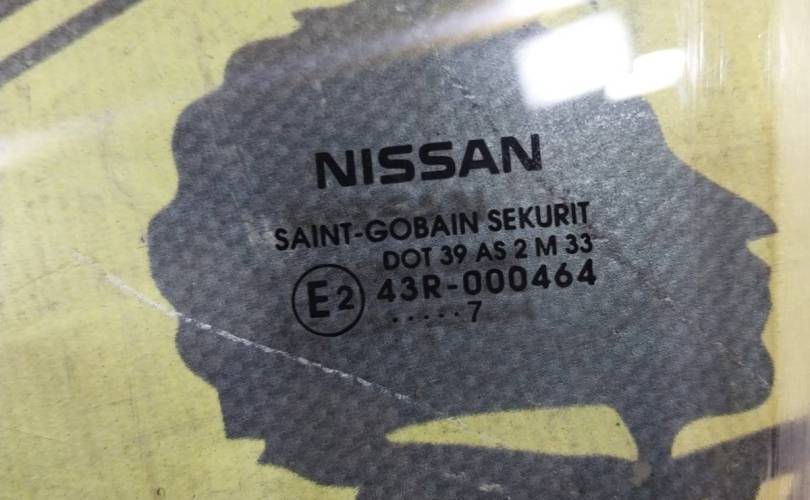 NISSAN
SAINT-GOBAIN SEKURIT
DOT 39 AS 2 M 33
E2 43R-000464
.....7